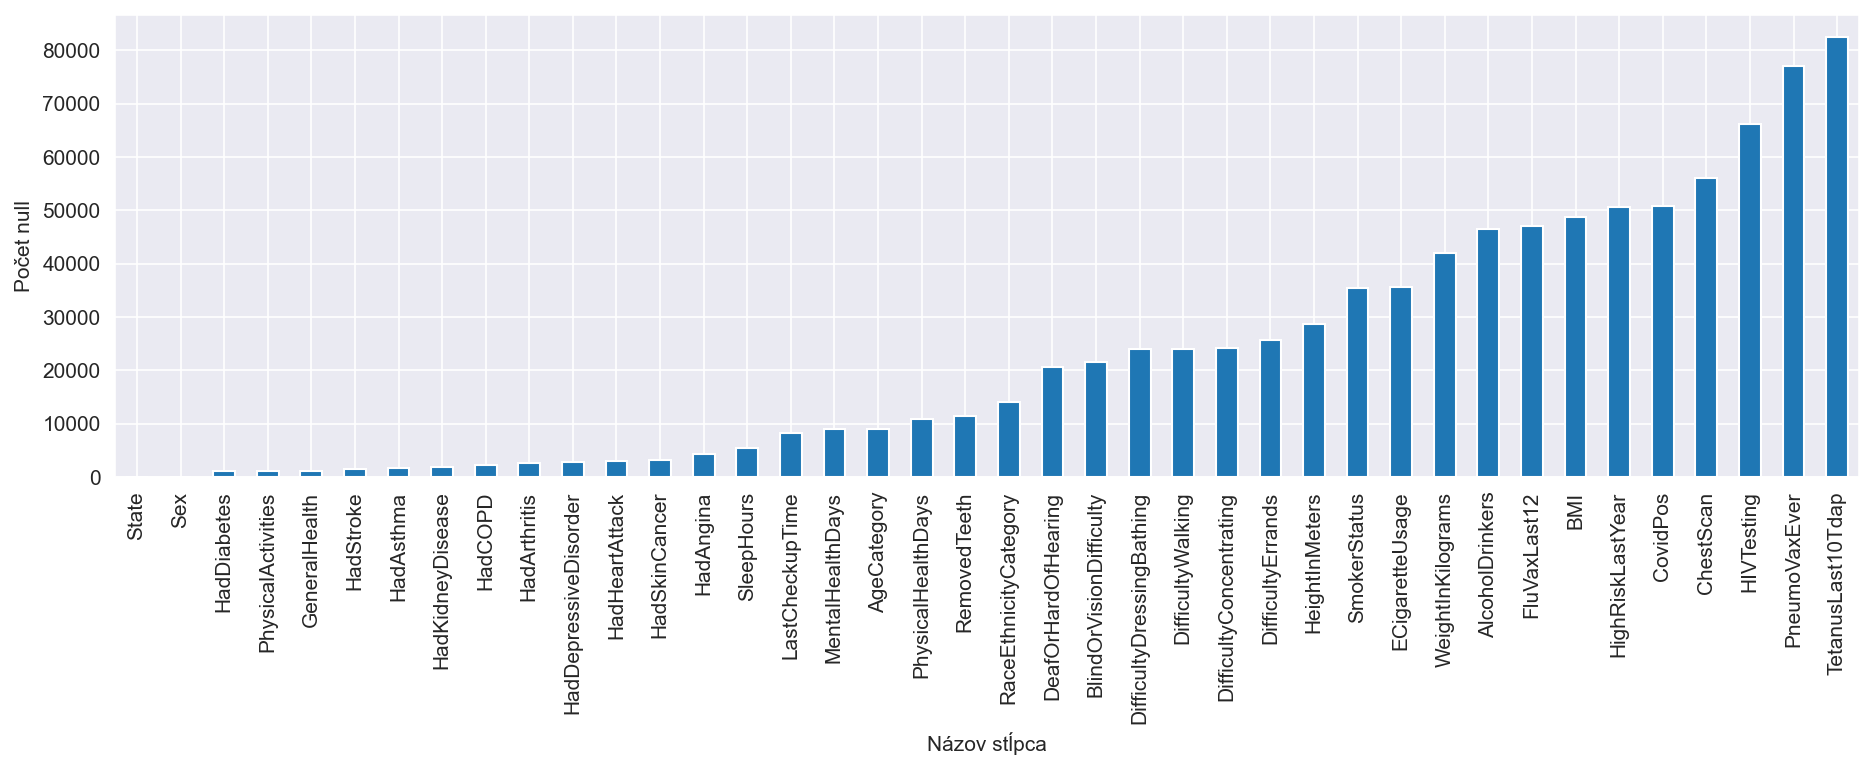 80000
70000
60000
50000
40000
30000
20000
10000
0
Počet null
State
Sex
HadDiabetes
PhysicalActivities
GeneralHealth
HadStroke
HadAsthma
HadKidneyDisease
HadCOPD
HadArthritis
HadDepressiveDisorder
HadHeartAttack
HadSkinCancer
HadAngina
SleepHours
LastCheckupTime
MentalHealthDays
AgeCategory
PhysicalHealthDays
RemovedTeeth
RaceEthnicityCategory
DeafOrHardOfHearing
BlindOrVisionDifficulty
DifficultyDressingBathing
DifficultyWalking
DifficultyConcentrating
DifficultyErrands
HeightInMeters
SmokerStatus
ECigaretteUsage
WeightInKilograms
AlcoholDrinkers
FluVaxLast12
BMI
HighRiskLastYear
CovidPos
ChestScan
HIVTesting
PneumoVaxEver
TetanusLast10Tdap
Názov stĺpca